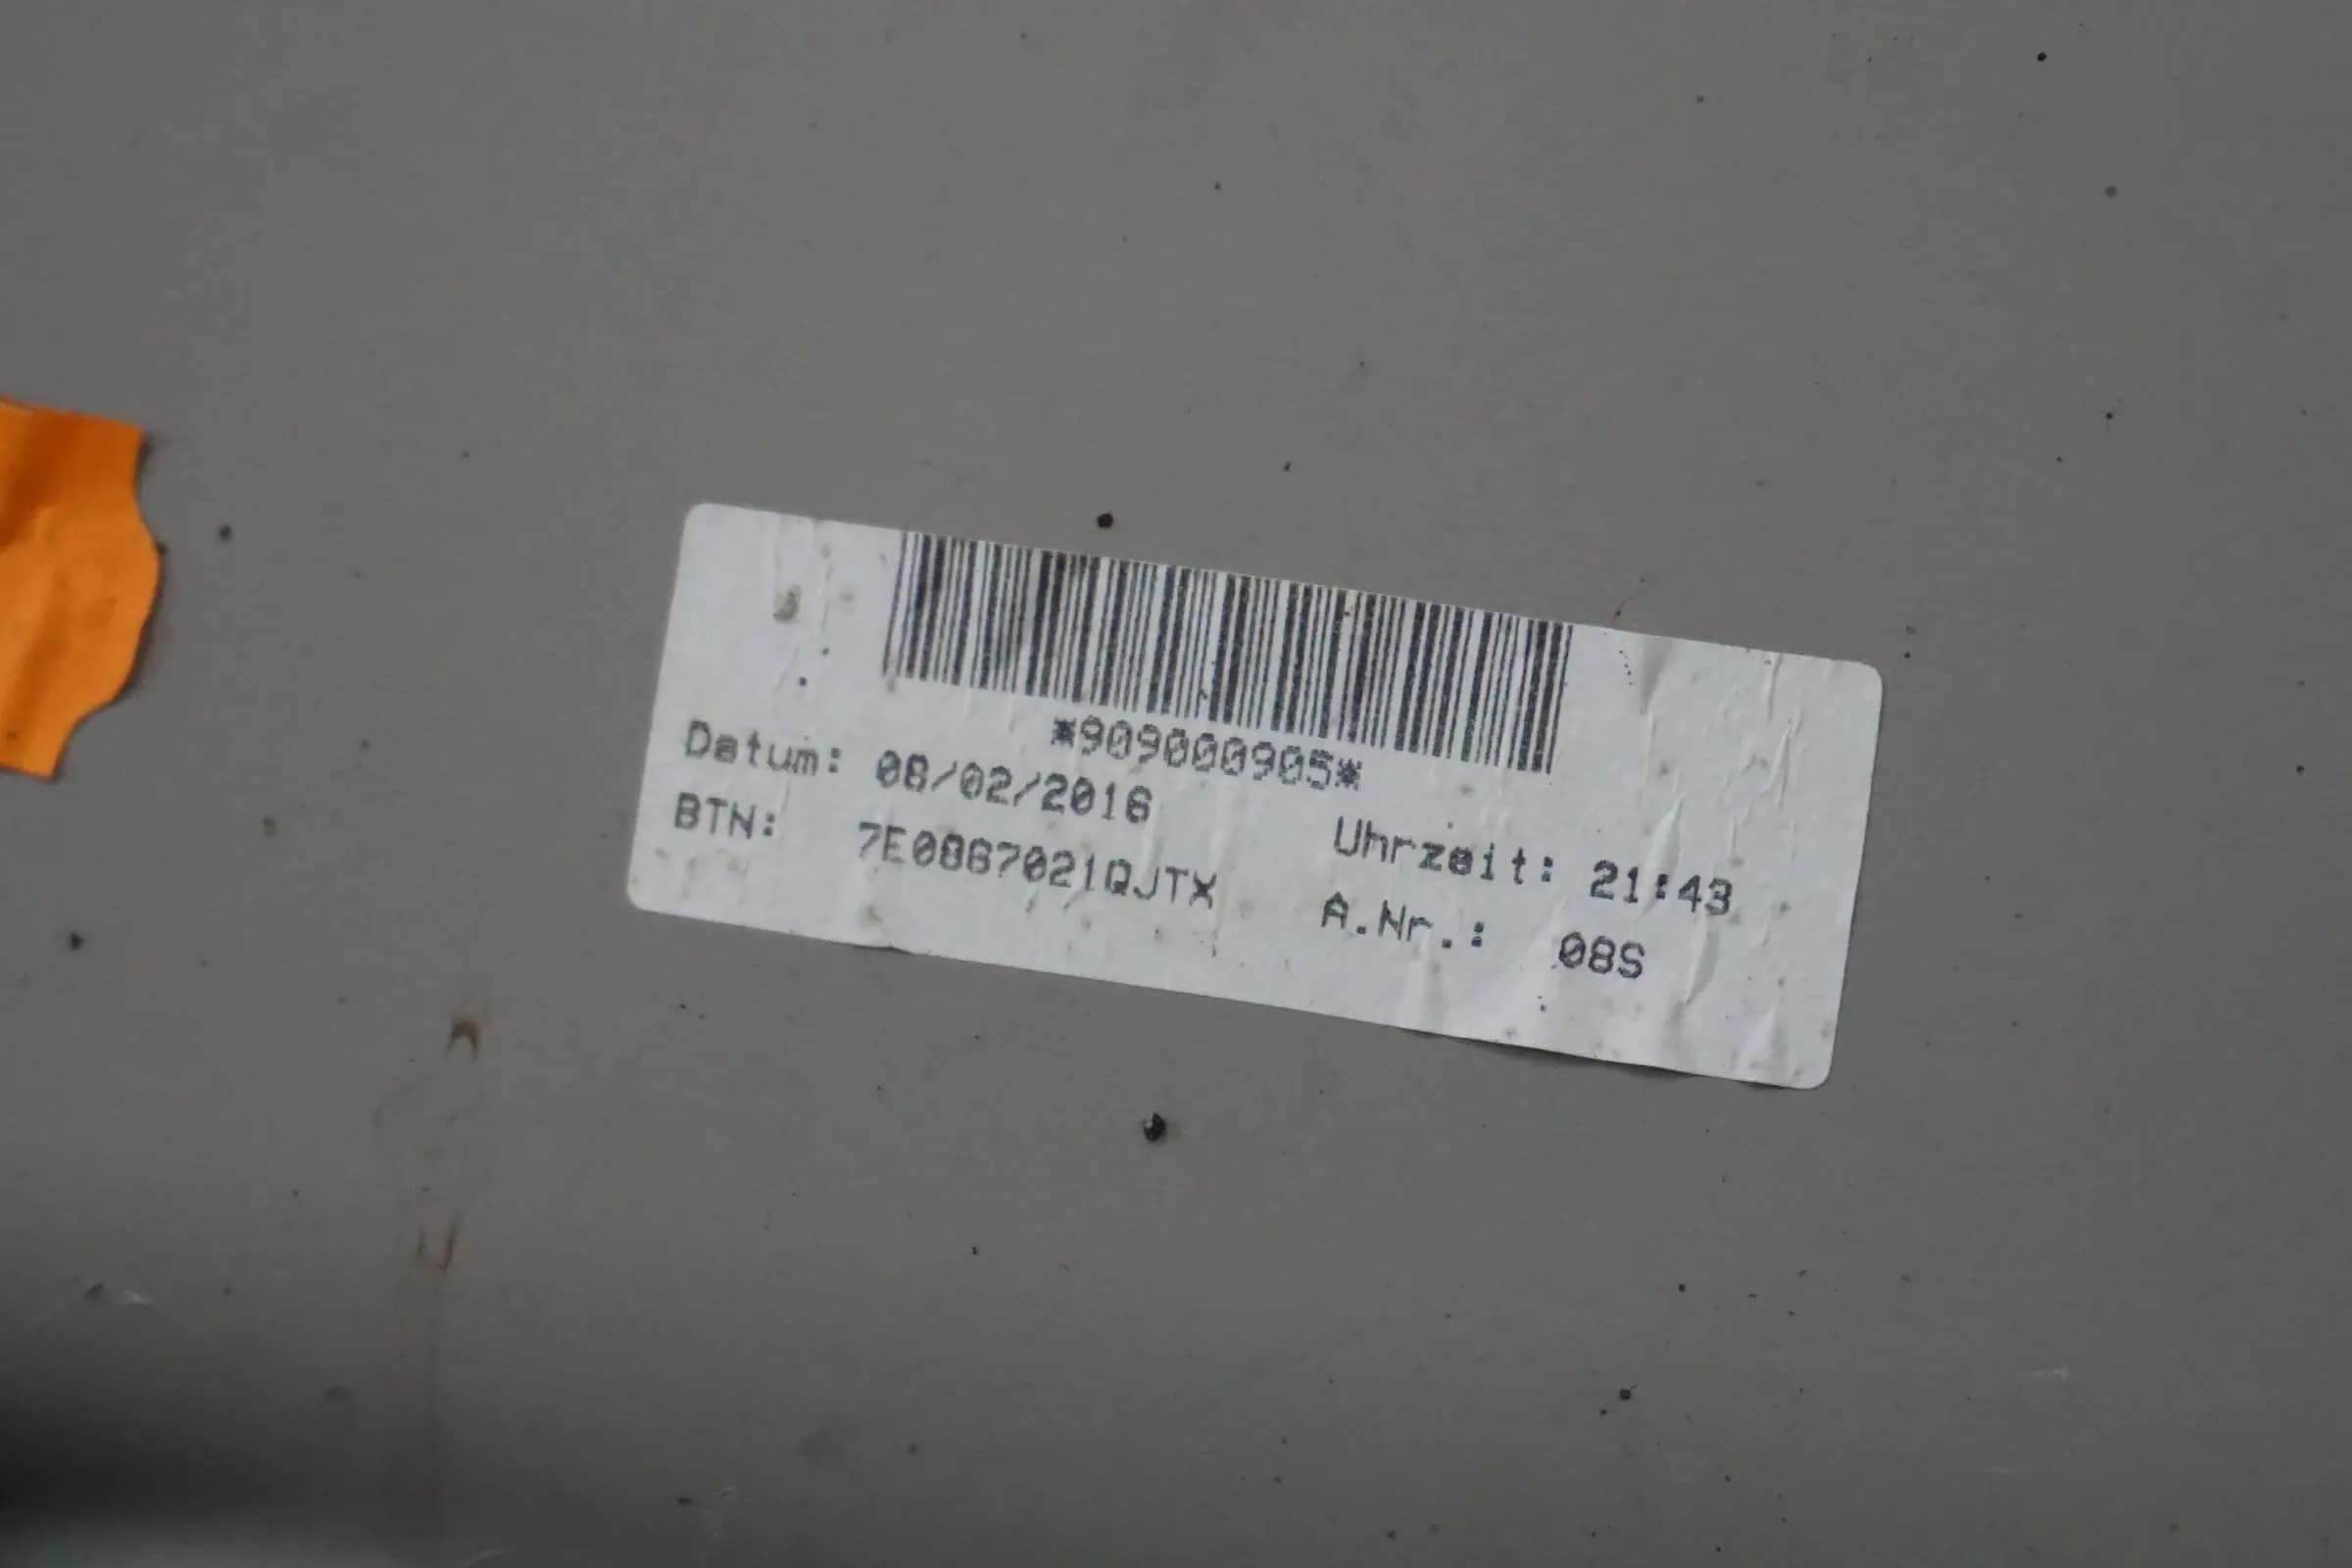 *909000905*
Datum: 08/02/2016 Uhrzeit: 21:43
BTN: 7E0867021QJTX A.Nr.: 08S